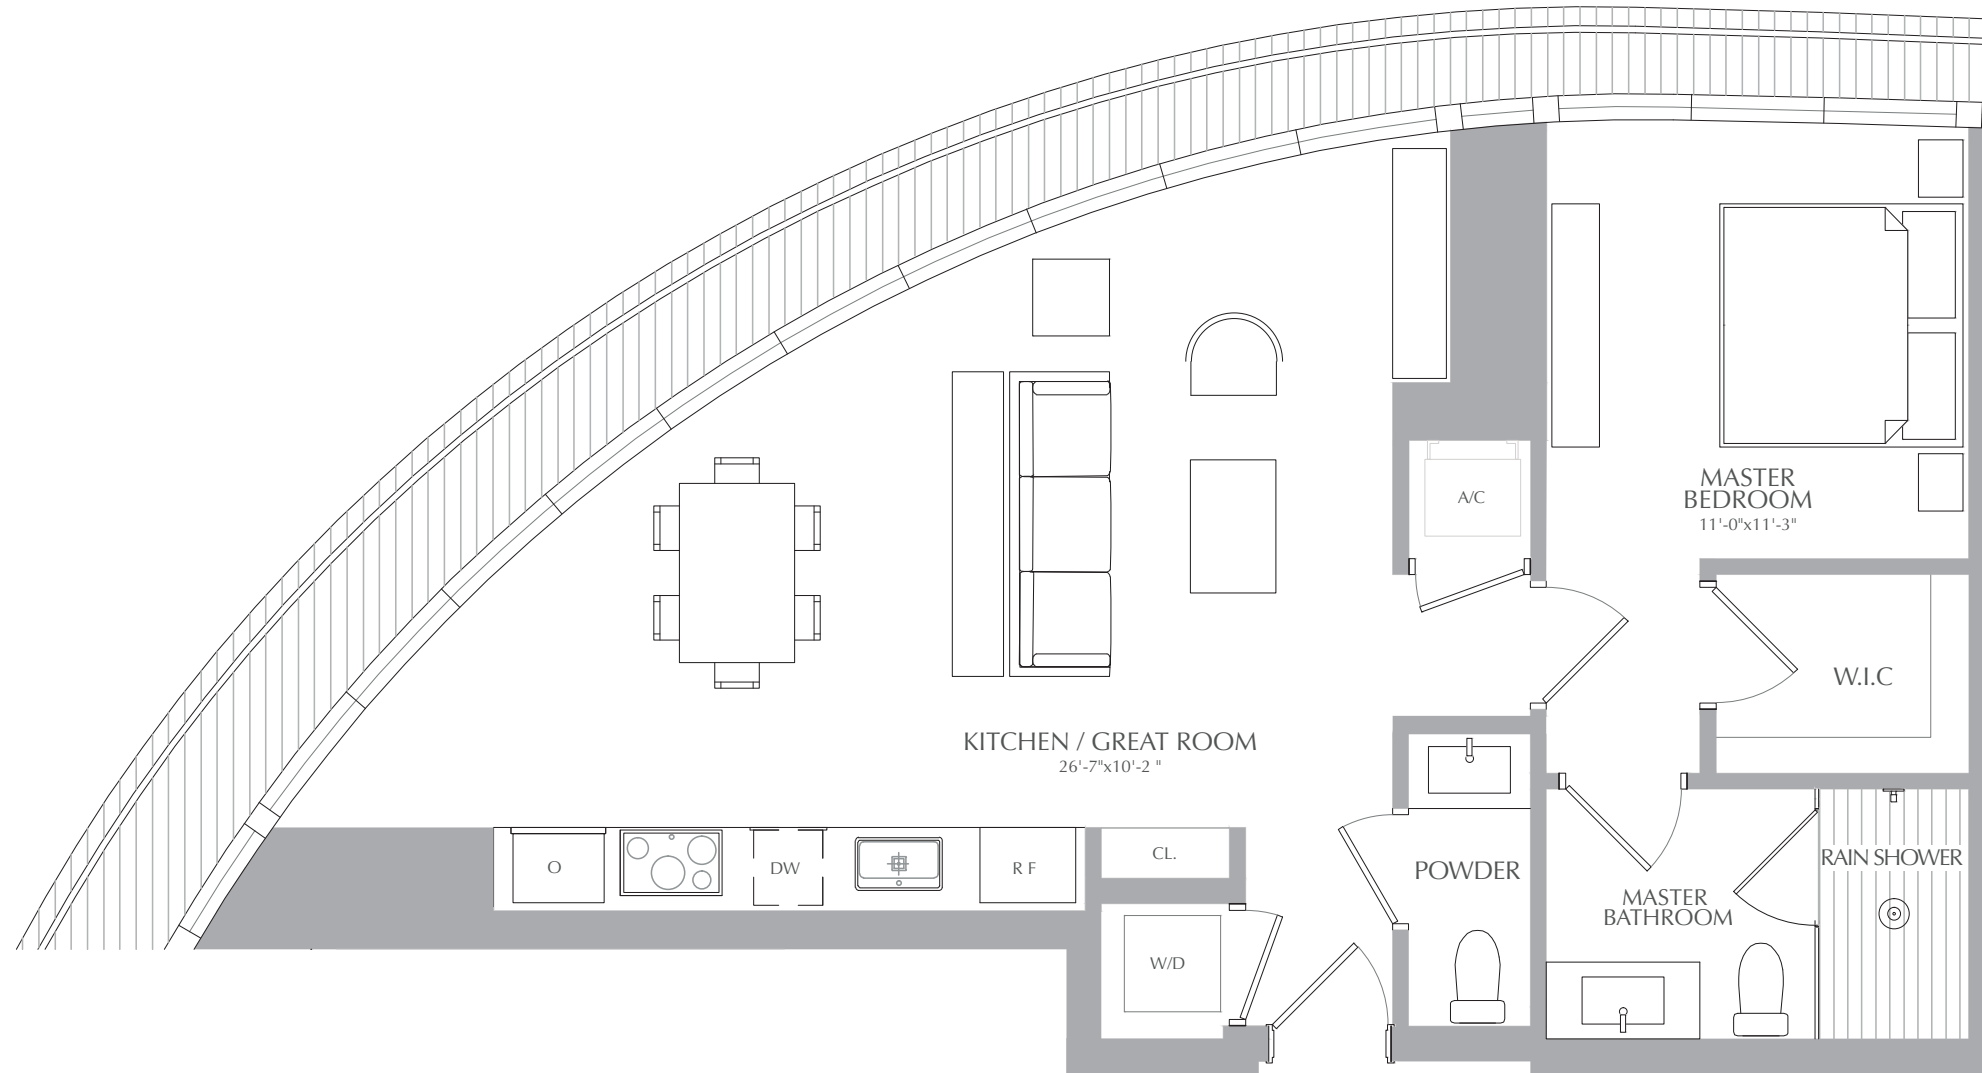 A/C
MASTER
BEDROOM
11'-0"x11'-3"
W.I.C
KITCHEN / GREAT ROOM
26'-7"x10'-2 "
O
DW
R F
CL.
POWDER
RAIN SHOWER
MASTER
BATHROOM
W/D